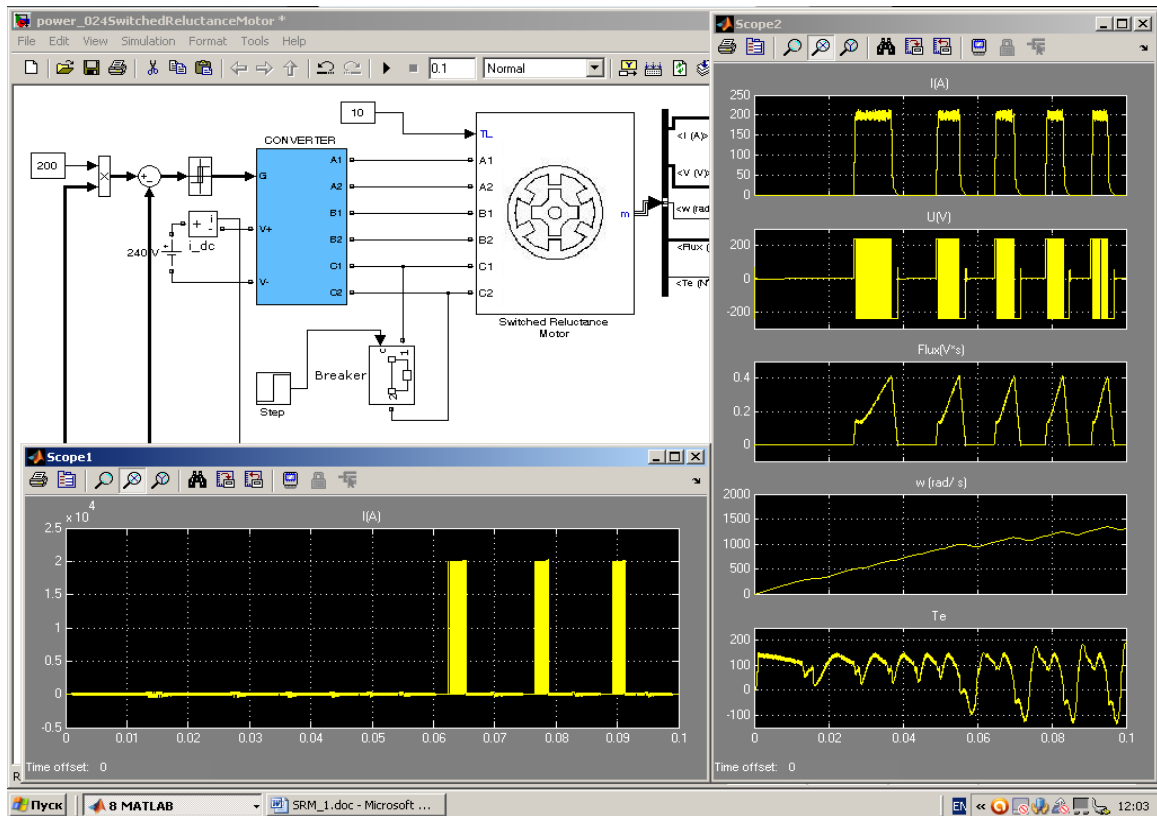 power_024SwitchedReluctanceMotor *
File Edit View Simulation Format Tools Help
0.1 Normal
10
CONVERTER
200
G
V+
V-
A1
A2
B1
B2
C1
C2
+ i
-
i_dc
240 V
+
TL
A1
A2
B1
B2
C1
C2
m
<I (A)>
<V (V)>
<w (rad
<Flux (
<Te (N*
Switched Reluctance
Motor
Step
Breaker
c
1
2
Scope1
x 10^4
I(A)
2.5
2
1.5
1
0.5
0
-0.5
0 0.01 0.02 0.03 0.04 0.05 0.06 0.07 0.08 0.09 0.1
Time offset: 0
Scope2
I(A)
250
200
150
100
50
0
U(V)
200
0
-200
Flux(V*s)
0.4
0.2
0
w (rad/ s)
2000
1500
1000
500
0
Te
200
100
0
-100
0 0.02 0.04 0.06 0.08 0.1
Time offset: 0
R
Пуск 8 MATLAB SRM_1.doc - Microsoft ... EN « 12:03